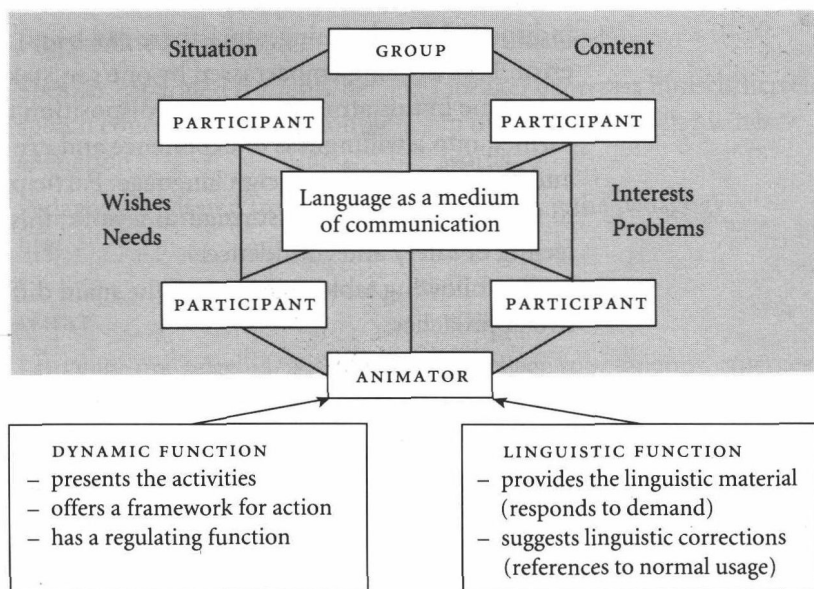 Situation
GROUP
Content
PARTICIPANT
PARTICIPANT
Wishes
Needs
Language as a medium
of communication
Interests
Problems
PARTICIPANT
PARTICIPANT
ANIMATOR
DYNAMIC FUNCTION
– presents the activities
– offers a framework for action
– has a regulating function
LINGUISTIC FUNCTION
– provides the linguistic material
(responds to demand)
– suggests linguistic corrections
(references to normal usage)